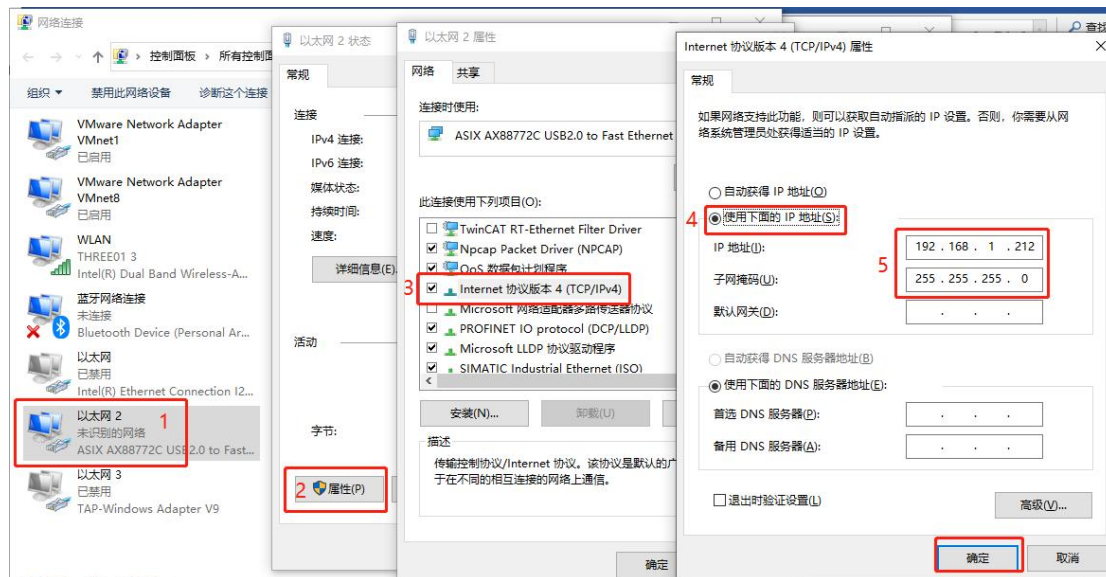 网络连接
控制面板 › 所有控制面
组织
禁用此网络设备
诊断这个连接
VMware Network Adapter
VMnet1
已启用
VMware Network Adapter
VMnet8
已启用
WLAN
THREE01 3
Intel(R) Dual Band Wireless-A...
蓝牙网络连接
未连接
Bluetooth Device (Personal Ar...
以太网
已禁用
Intel(R) Ethernet Connection I2...
以太网 2
未识别的网络
ASIX AX88772C USB2.0 to Fast...
1
以太网 3
已禁用
TAP-Windows Adapter V9
以太网 2 状态
常规
连接
IPv4 连接:
IPv6 连接:
媒体状态:
持续时间:
速度:
详细信息(E)
活动
字节:
2
属性(P)
以太网 2 属性
网络
共享
连接时使用:
ASIX AX88772C USB2.0 to Fast Ethernet
此连接使用下列项目(O):
TwinCAT RT-Ethernet Filter Driver
Npcap Packet Driver (NPCAP)
QoS 数据包计划程序
3
Internet 协议版本 4 (TCP/IPv4)
Microsoft 网络适配器多路传送器协议
PROFINET IO protocol (DCP/LLDP)
Microsoft LLDP 协议驱动程序
SIMATIC Industrial Ethernet (ISO)
安装(N)...
卸载(U)
描述
传输控制协议/Internet 协议。该协议是默认的广
于在不同的相互连接的网络上通信。
确定
查找
Internet 协议版本 4 (TCP/IPv4) 属性
常规
如果网络支持此功能，则可以获取自动指派的 IP 设置。否则，你需要从网
络系统管理员处获得适当的 IP 设置。
自动获得 IP 地址(O)
4
使用下面的 IP 地址(S):
IP 地址(I):
192 . 168 . 1 . 212
5
子网掩码(U):
255 . 255 . 255 . 0
默认网关(D):
自动获得 DNS 服务器地址(B)
使用下面的 DNS 服务器地址(E):
首选 DNS 服务器(P):
备用 DNS 服务器(A):
退出时验证设置(L)
高级(V)...
确定
取消